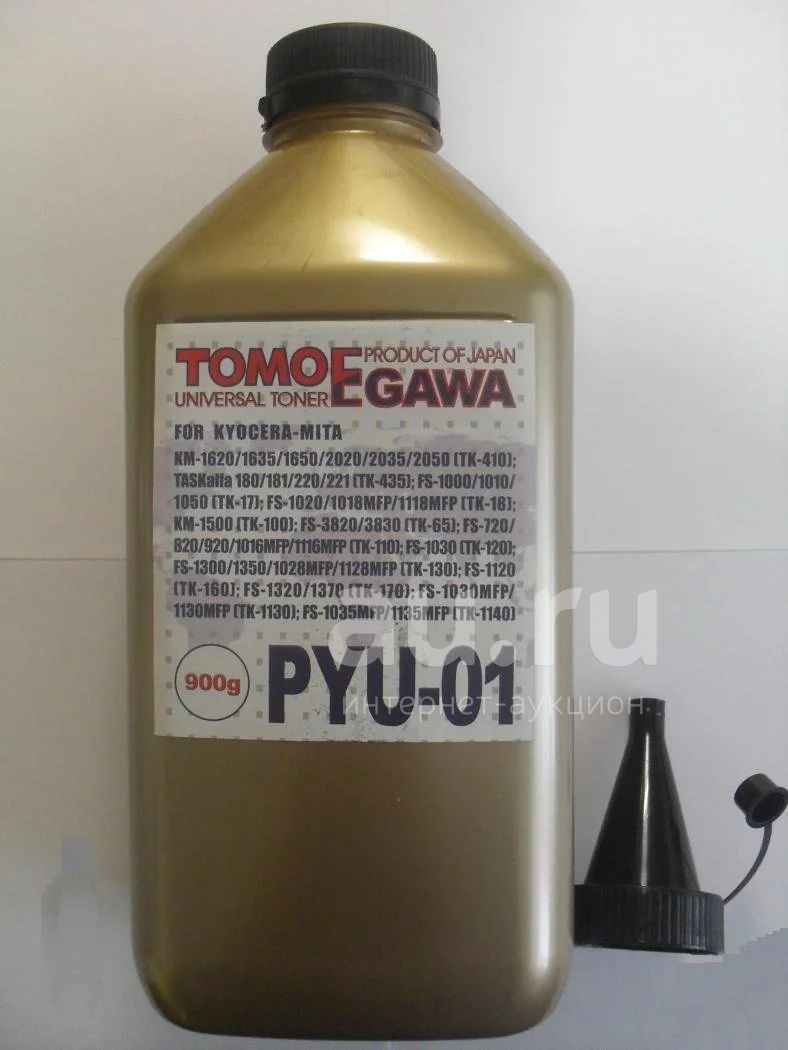 TOMOEGAWA
PRODUCT OF JAPAN
UNIVERSAL TONER
FOR KYOCERA-MITA
KM-1620/1635/1650/2020/2035/2050 (TK-410);
TASKalfa 180/181/220/221 (TK-435); FS-1000/1010/
1050 (TK-17); FS-1020/1018MFP/1118MFP (TK-18);
KM-1500 (TK-100); FS-3820/3830 (TK-65); FS-720/
820/920/1016MFP/1116MFP (TK-110); FS-1030 (TK-120);
FS-1300/1350/1028MFP/1128MFP (TK-130); FS-1120
(TK-160); FS-1320/1370 (TK-170); FS-1030MFP/
1130MFP (TK-1130); FS-1035MFP/1135MFP (TK-1140)
au.ru
интернет-аукцион
900g
PYU-01